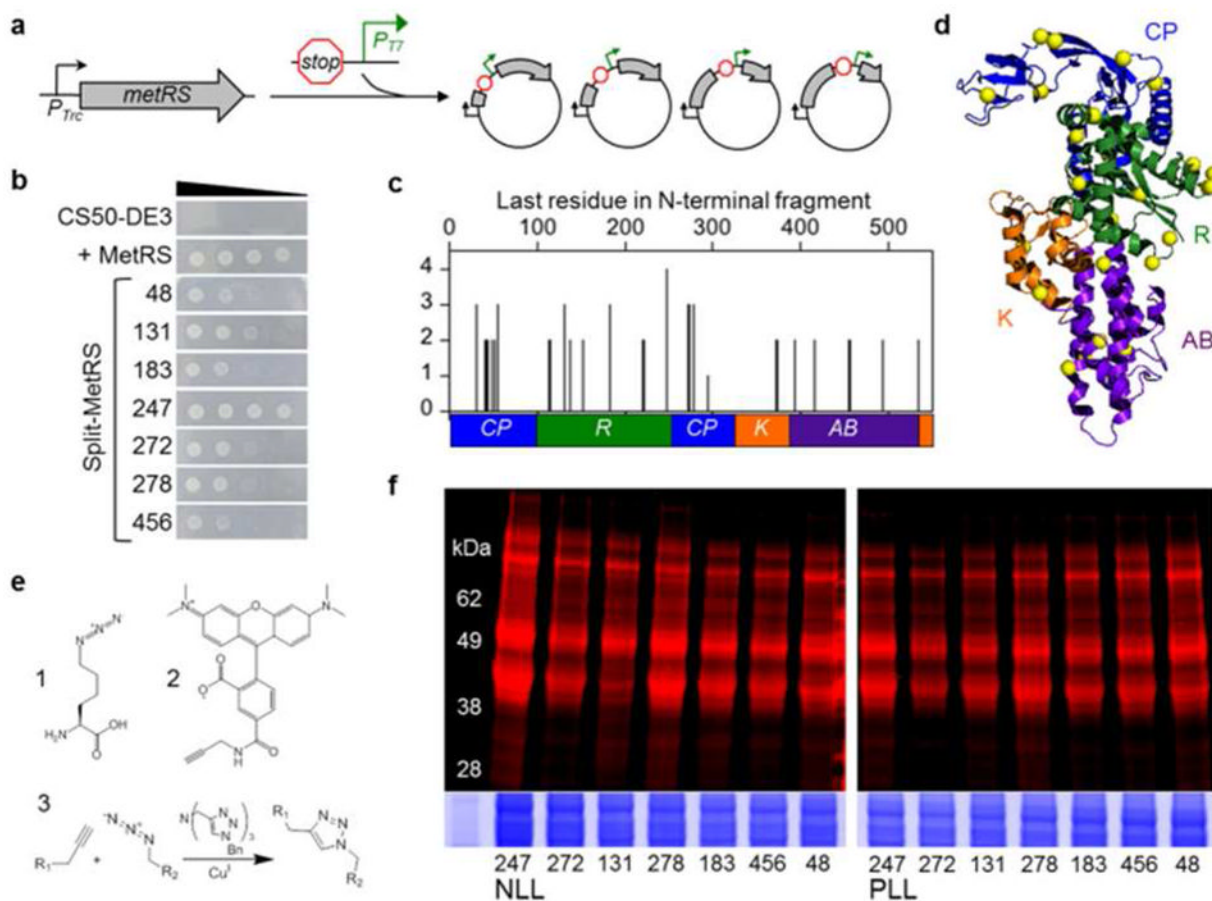 a
stop
P_T7
P_Trc
metRS
b
CS50-DE3
+ MetRS
Split-MetRS
48
131
183
247
272
278
456
c
Last residue in N-terminal fragment
0 100 200 300 400 500
4
3
2
1
0
CP R CP K AB
d
CP
R
K
AB
e
1
N N N
H2N
OH
O
2
N+ O N
O
O-
N
H
O
3
R1
+
N N+ N
R2
N N N N 3
Bn
Cu^I
R1
N N N
R2
f
kDa
62
49
38
28
247 272 131 278 183 456 48
NLL
247 272 131 278 183 456 48
PLL